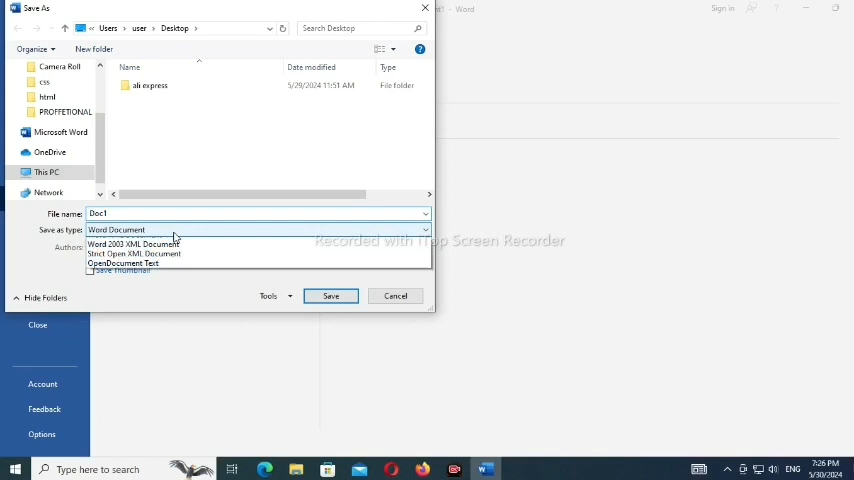 Save As
nt1 - Word
Sign in
Users
user
Desktop
Search Desktop
Organize
New folder
Camera Roll
css
html
PROFFETIONAL
Microsoft Word
OneDrive
This PC
Network
Name
Date modified
Type
ali express
5/29/2024 11:51 AM
File folder
File name:
Doc1
Save as type:
Word Document
Authors:
Word 2003 XML Document
Strict Open XML Document
OpenDocument Text
Save Thumbnail
Recorded with iTop Screen Recorder
Hide Folders
Tools
Save
Cancel
Close
Account
Feedback
Options
Type here to search
ENG
7:26 PM
5/30/2024